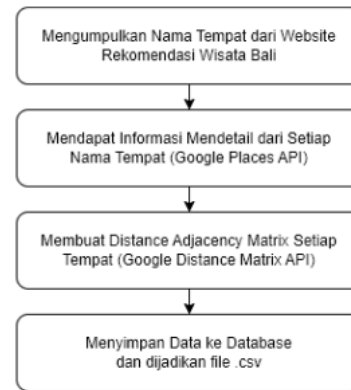 Mengumpulkan Nama Tempat dari Website
Rekomendasi Wisata Bali
Mendapat Informasi Mendetail dari Setiap
Nama Tempat (Google Places API)
Membuat Distance Adjacency Matrix Setiap
Tempat (Google Distance Matrix API)
Menyimpan Data ke Database
dan dijadikan file .csv